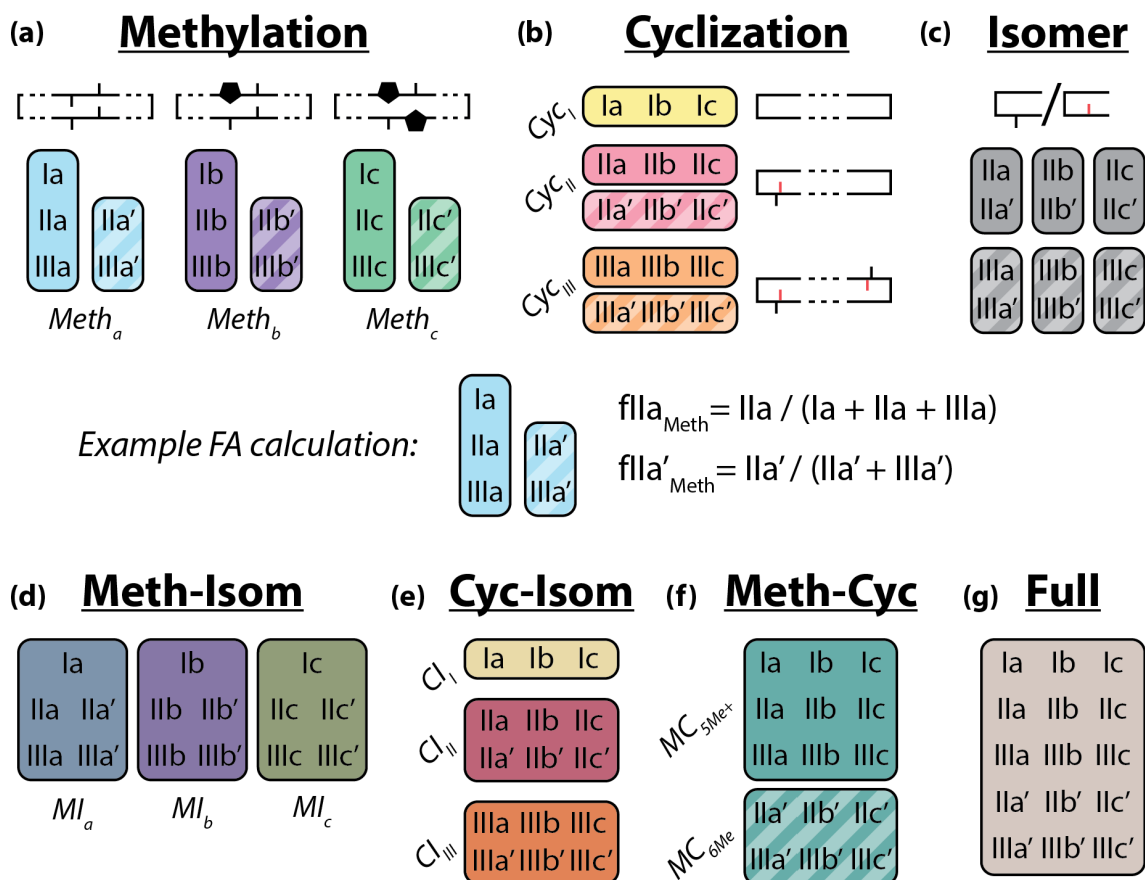 (a) Methylation
(b) Cyclization
(c) Isomer
Ia
IIa
IIIa
IIa'
IIIa'
Meth_a
Ib
IIb
IIIb
IIb'
IIIb'
Meth_b
Ic
IIc
IIIc
IIc'
IIIc'
Meth_c
Cyc_I
Ia Ib Ic
Cyc_II
IIa IIb IIc
IIa' IIb' IIc'
Cyc_III
IIIa IIIb IIIc
IIIa' IIIb' IIIc'
/
IIa IIb IIc
IIa' IIb' IIc'
IIIa IIIb IIIc
IIIa' IIIb' IIIc'
Example FA calculation:
Ia
IIa
IIIa
IIa'
IIIa'
fIIa_Meth = IIa / (Ia + IIa + IIIa)
fIIa'_Meth = IIa' / (IIa' + IIIa')
(d) Meth-Isom
Ia
IIa IIa'
IIIa IIIa'
MI_a
Ib
IIb IIb'
IIIb IIIb'
MI_b
Ic
IIc IIc'
IIIc IIIc'
MI_c
(e) Cyc-Isom
CI_I
Ia Ib Ic
CI_II
IIa IIb IIc
IIa' IIb' IIc'
CI_III
IIIa IIIb IIIc
IIIa' IIIb' IIIc'
(f) Meth-Cyc
MC_5Me+
Ia Ib Ic
IIa IIb IIc
IIIa IIIb IIIc
MC_6Me
IIa' IIb' IIc'
IIIa' IIIb' IIIc'
(g) Full
Ia Ib Ic
IIa IIb IIc
IIIa IIIb IIIc
IIa' IIb' IIc'
IIIa' IIIb' IIIc'